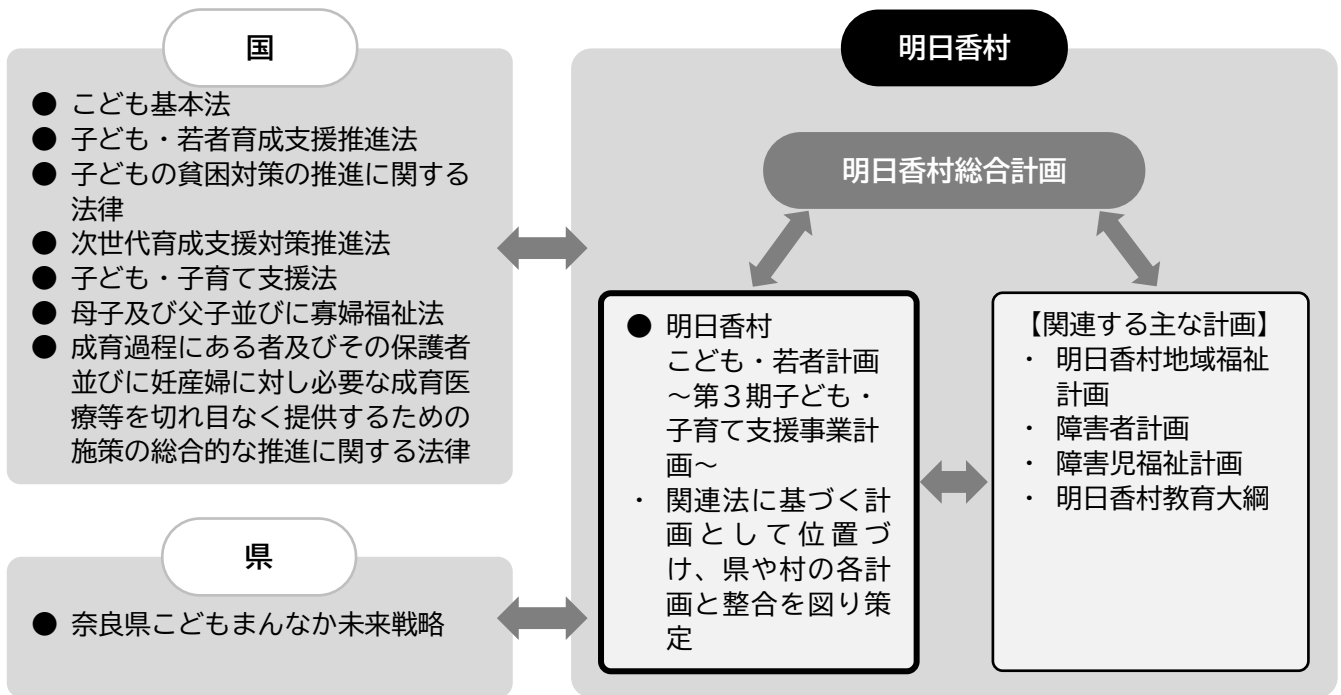 国
● こども基本法
● 子ども・若者育成支援推進法
● 子どもの貧困対策の推進に関する
法律
● 次世代育成支援対策推進法
● 子ども・子育て支援法
● 母子及び父子並びに寡婦福祉法
● 成育過程にある者及びその保護者
並びに妊産婦に対し必要な成育医
療等を切れ目なく提供するための
施策の総合的な推進に関する法律
県
● 奈良県こどもまんなか未来戦略
明日香村
明日香村総合計画
● 明日香村
こども・若者計画
～第３期子ども・
子育て支援事業計
画～
・ 関連法に基づく計
画として位置づ
け、県や村の各計
画と整合を図り策
定
【関連する主な計画】
・ 明日香村地域福祉
計画
・ 障害者計画
・ 障害児福祉計画
・ 明日香村教育大綱